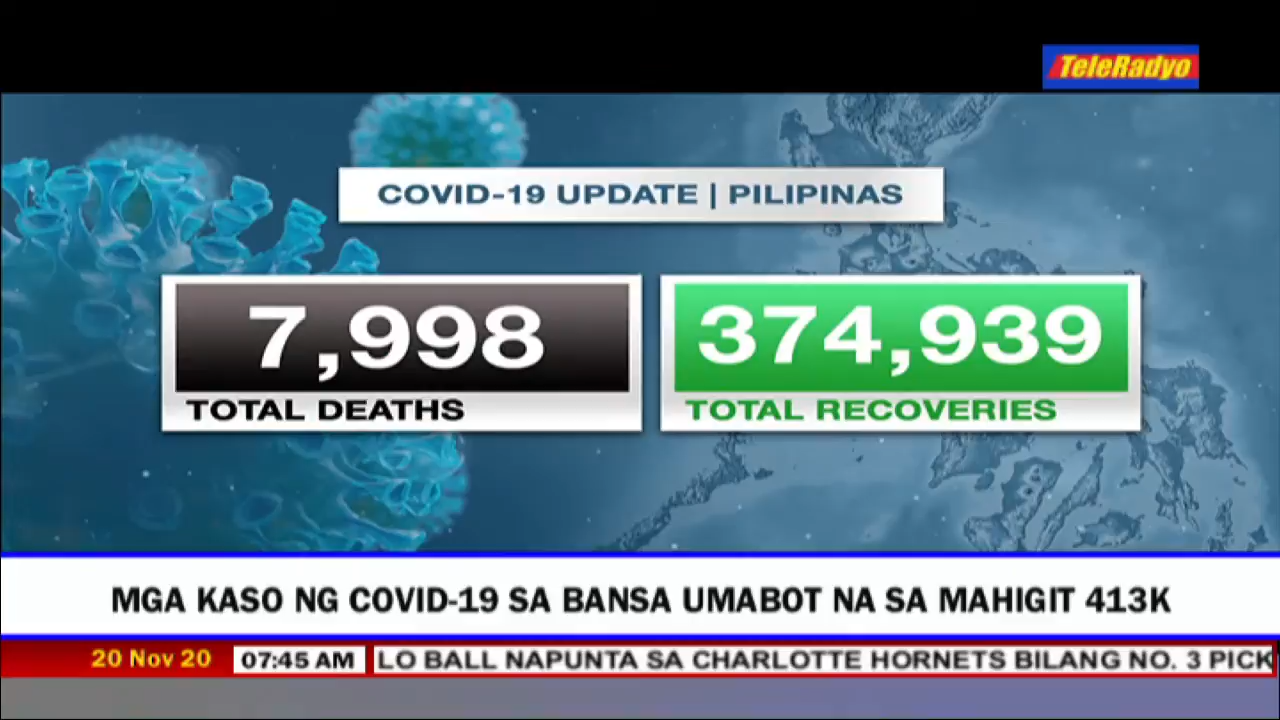 TeleRadyo
COVID-19 UPDATE | PILIPINAS
7,998
TOTAL DEATHS
374,939
TOTAL RECOVERIES
MGA KASO NG COVID-19 SA BANSA UMABOT NA SA MAHIGIT 413K
20 Nov 20
07:45 AM
LO BALL NAPUNTA SA CHARLOTTE HORNETS BILANG NO. 3 PICK